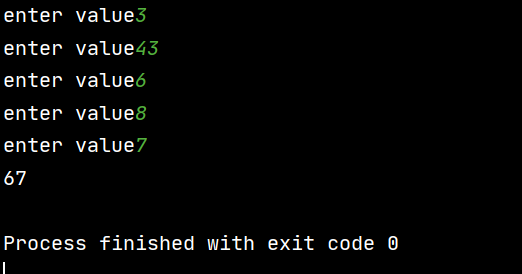 enter value3
enter value43
enter value6
enter value8
enter value7
67
Process finished with exit code 0